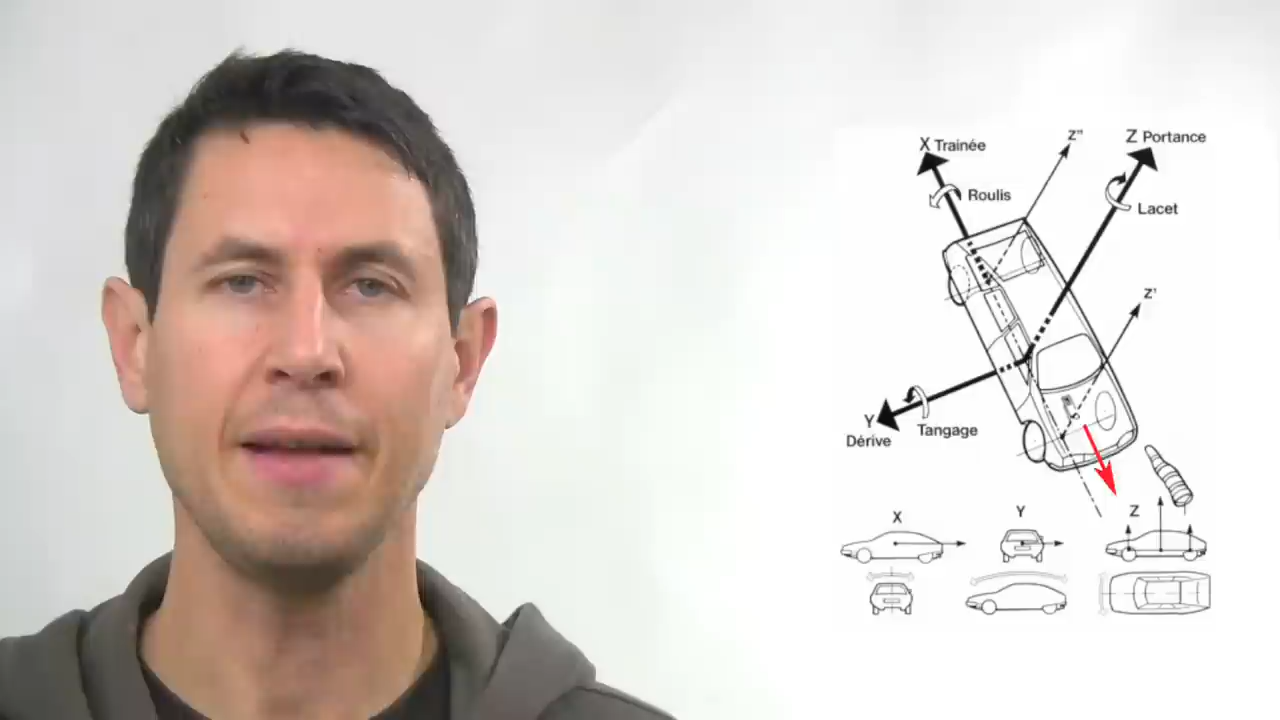 X Trainée
Z''
Z Portance
Roulis
Lacet
Z'
Y
Dérive
Tangage
X
Y
Z